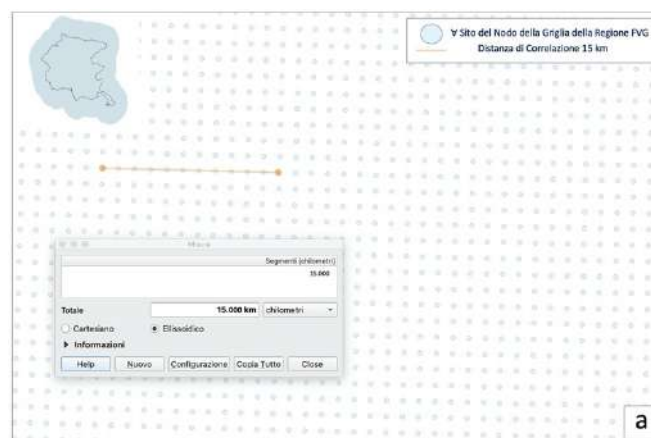 ∀ Sito del Nodo della Griglia della Regione FVG
Distanza di Correlazione 15 km
Misura
Segmenti [chilometri]
15.000
Totale
15.000 km
chilometri
Cartesiano
Ellissoidico
Informazioni
Help
Nuovo
Configurazione
Copia Tutto
Close
a